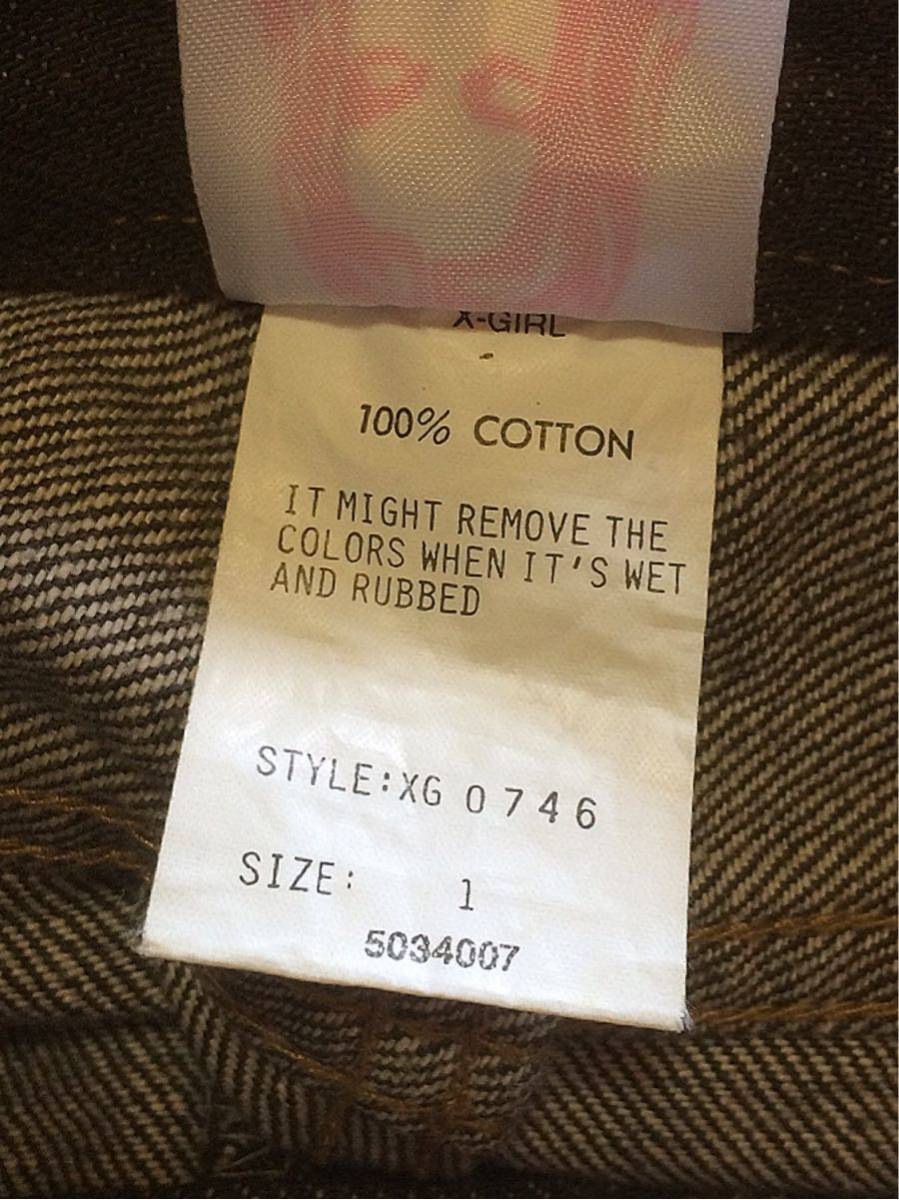 X-GIRL
100% COTTON
IT MIGHT REMOVE THE
COLORS WHEN IT'S WET
AND RUBBED
STYLE:XG 0746
SIZE: 1
5034007